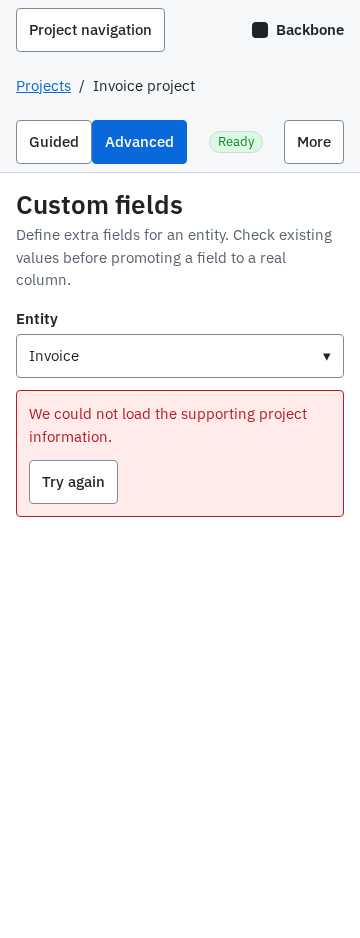 Project navigation
Backbone
Projects / Invoice project
Guided
Advanced
Ready
More
Custom fields
Define extra fields for an entity. Check existing
values before promoting a field to a real
column.
Entity
Invoice
We could not load the supporting project
information.
Try again